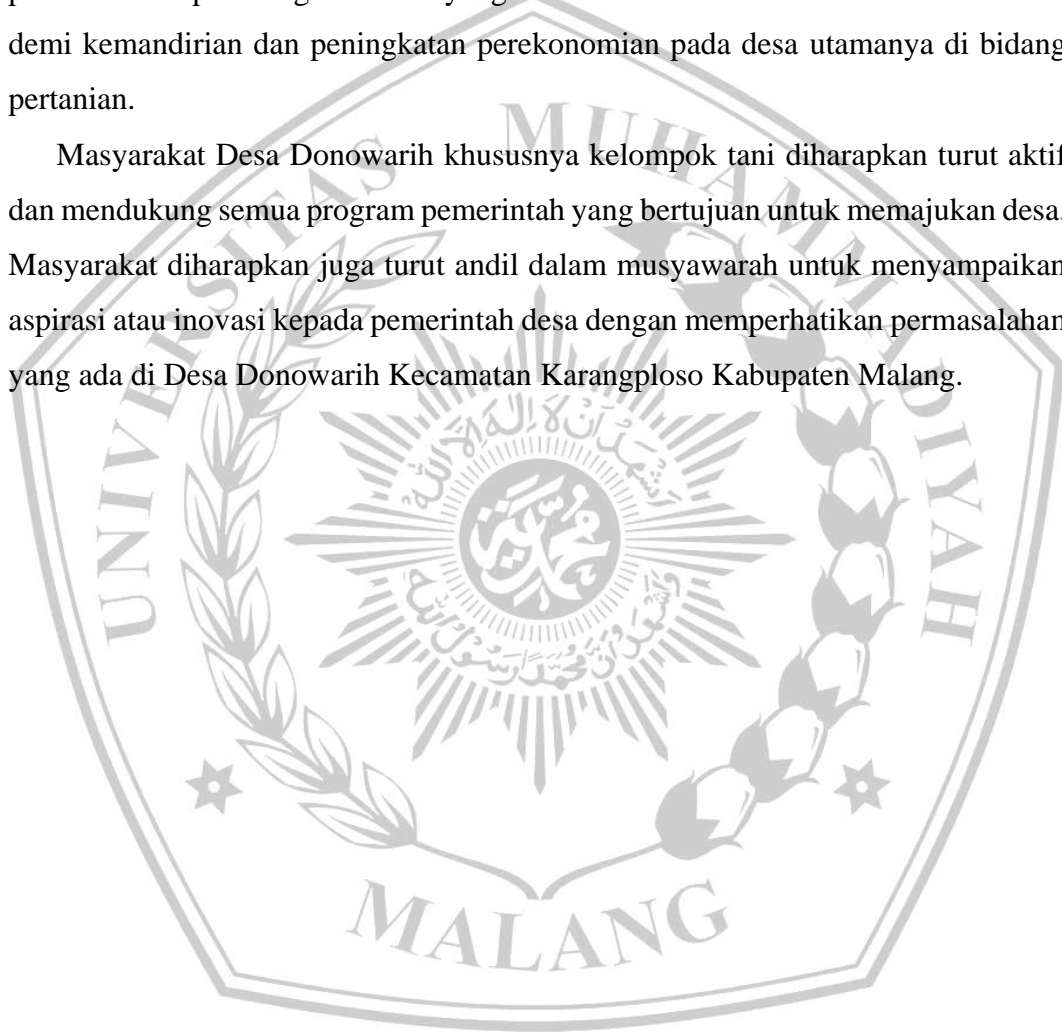 demi kemandirian dan peningkatan perekonomian pada desa utamanya di bidang
pertanian.
Masyarakat Desa Donowarih khususnya kelompok tani diharapkan turut aktif
dan mendukung semua program pemerintah yang bertujuan untuk memajukan desa.
Masyarakat diharapkan juga turut andil dalam musyawarah untuk menyampaikan
aspirasi atau inovasi kepada pemerintah desa dengan memperhatikan permasalahan
yang ada di Desa Donowarih Kecamatan Karangploso Kabupaten Malang.
UNIVERSITAS MUHAMMADIYAH
MALANG